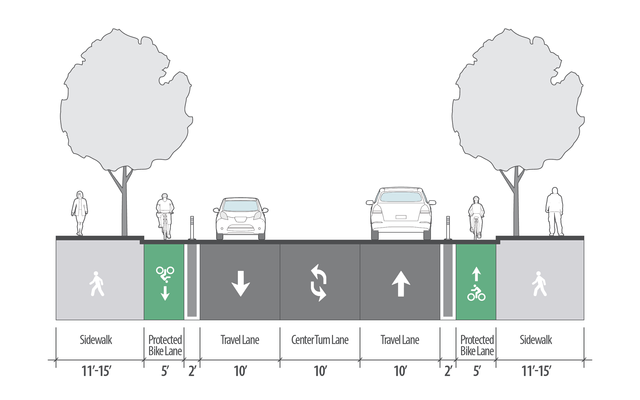 Sidewalk
Protected
Bike Lane
Travel Lane
Center Turn Lane
Travel Lane
Protected
Bike Lane
Sidewalk
11'-15'
5'
2'
10'
10'
10'
2'
5'
11'-15'